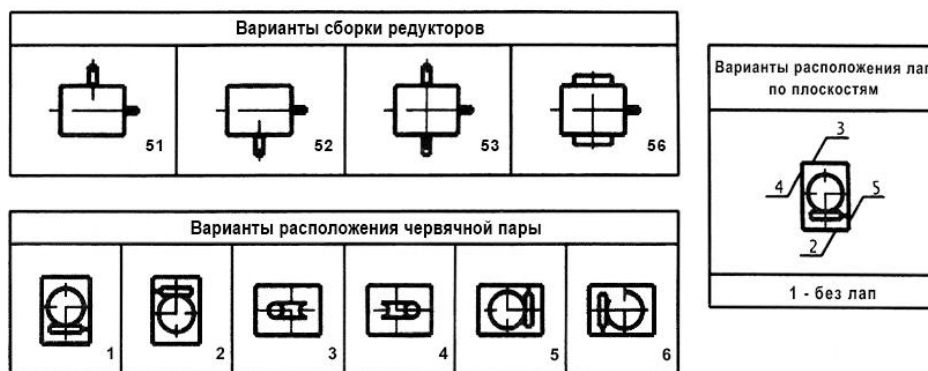 Варианты сборки редукторов
51
52
53
56
Варианты расположения червячной пары
1
2
3
4
5
6
Варианты расположения лап
по плоскостям
3
4
5
2
1 - без лап